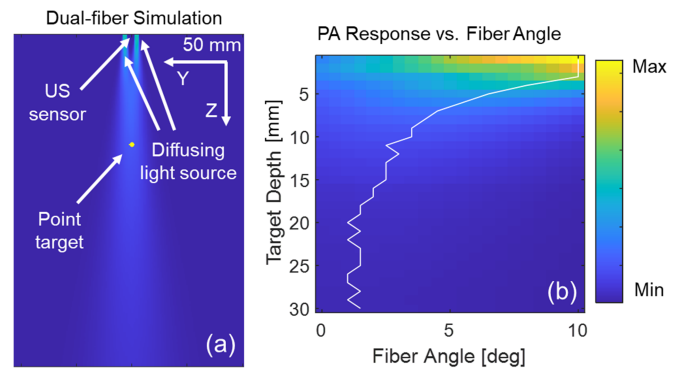 Dual-fiber Simulation
50 mm
Y
Z
US
sensor
Diffusing
light source
Point
target
(a)
PA Response vs. Fiber Angle
Target Depth [mm]
5
10
15
20
25
30
0
5
10
Fiber Angle [deg]
(b)
Max
Min